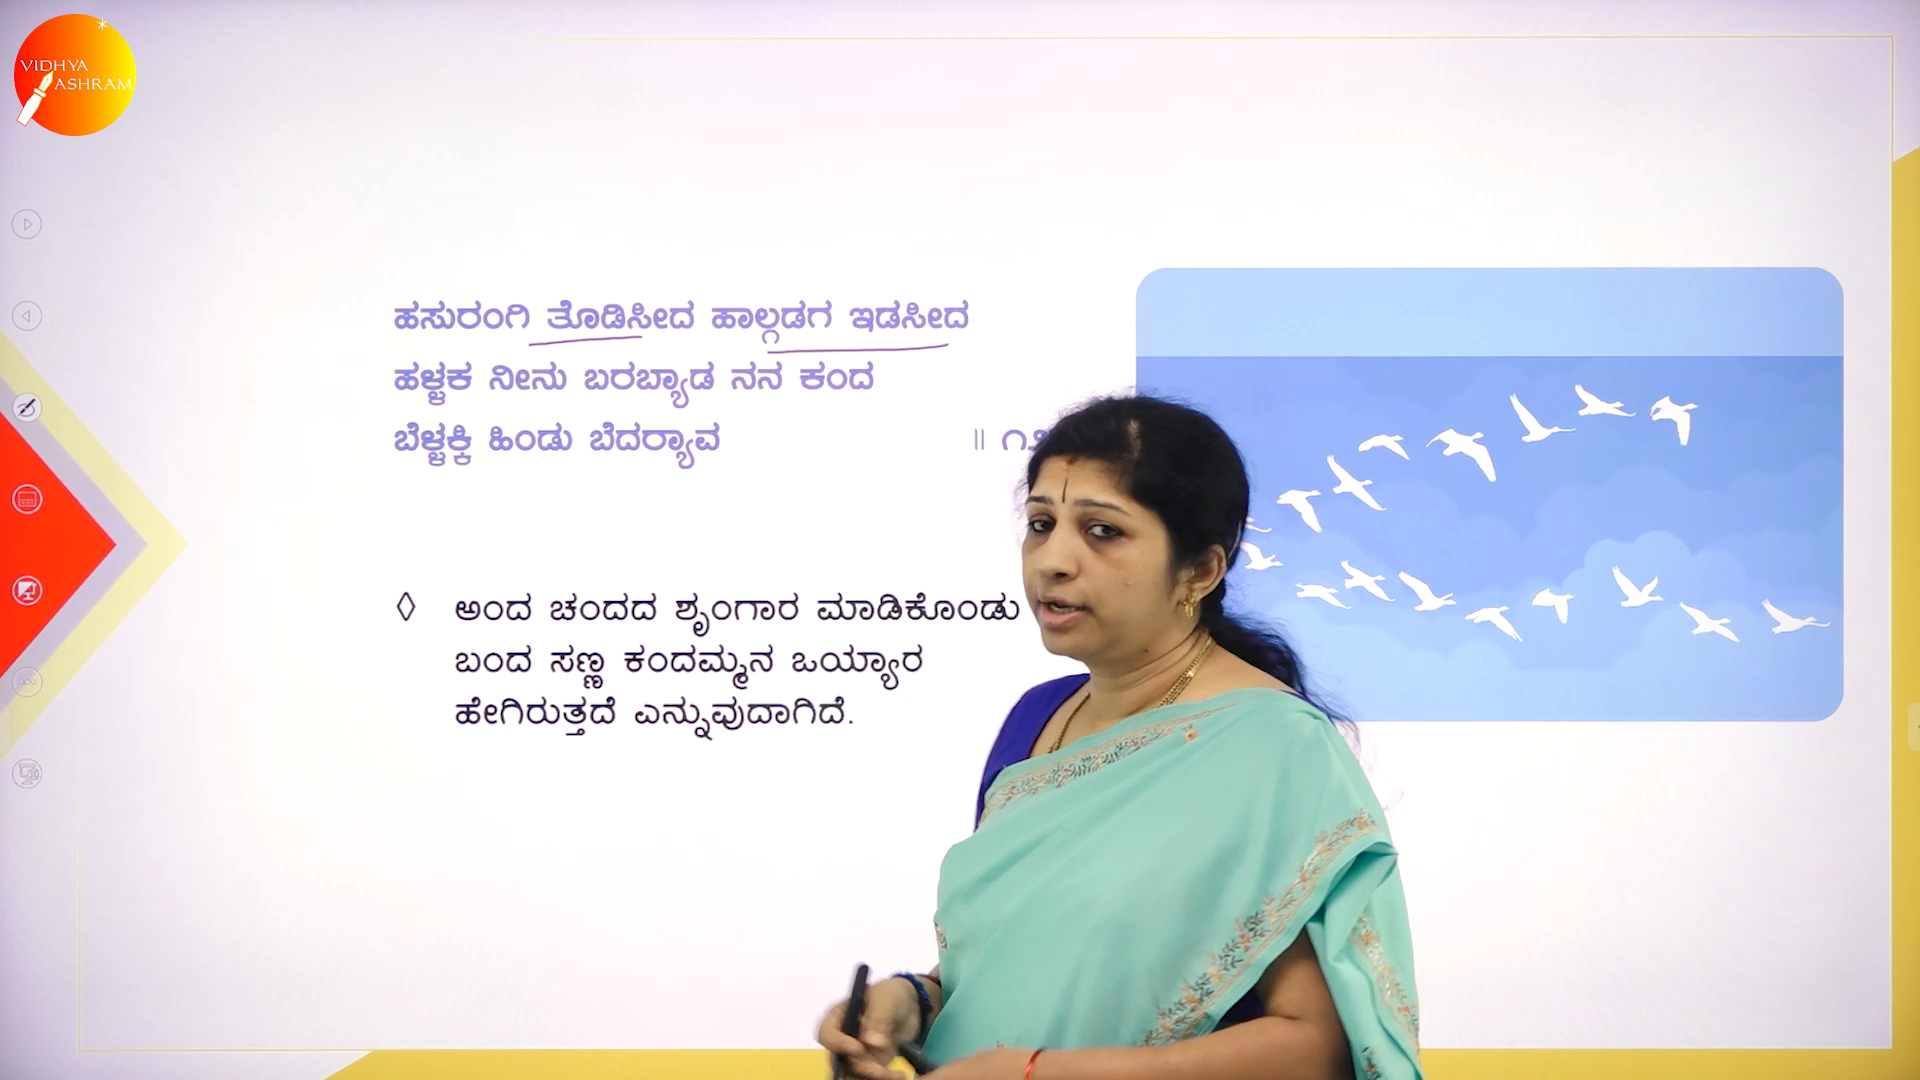 VIDHYA
ASHRAM
ಹಸುರಂಗಿ ತೊಡಿಸೀದ ಹಾಲ್ಗಡಗ ಇಡಸೀದ
ಹಳ್ಳಕ ನೀನು ಬರಬ್ಯಾಡ ನನ ಕಂದ
ಬೆಳ್ಳಕ್ಕಿ ಹಿಂಡು ಬೆದರ‍್ಯಾವ ॥
◊ ಅಂದ ಚಂದದ ಶೃಂಗಾರ ಮಾಡಿಕೊಂಡು
ಬಂದ ಸಣ್ಣ ಕಂದಮ್ಮನ ಒಯ್ಯಾರ
ಹೇಗಿರುತ್ತದೆ ಎನ್ನುವುದಾಗಿದೆ.